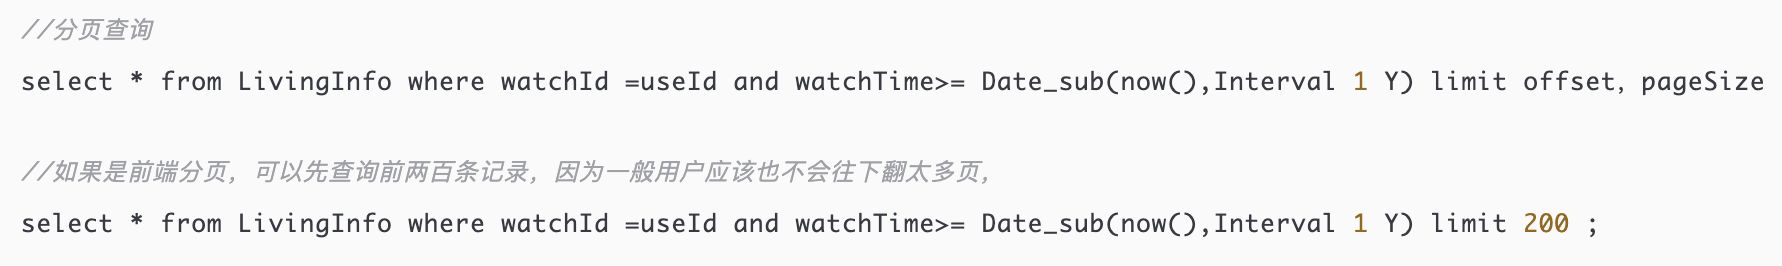 //分页查询
select * from LivingInfo where watchId =useId and watchTime>= Date_sub(now(),Interval 1 Y) limit offset，pageSize
//如果是前端分页，可以先查询前两百条记录，因为一般用户应该也不会往下翻太多页，
select * from LivingInfo where watchId =useId and watchTime>= Date_sub(now(),Interval 1 Y) limit 200 ;